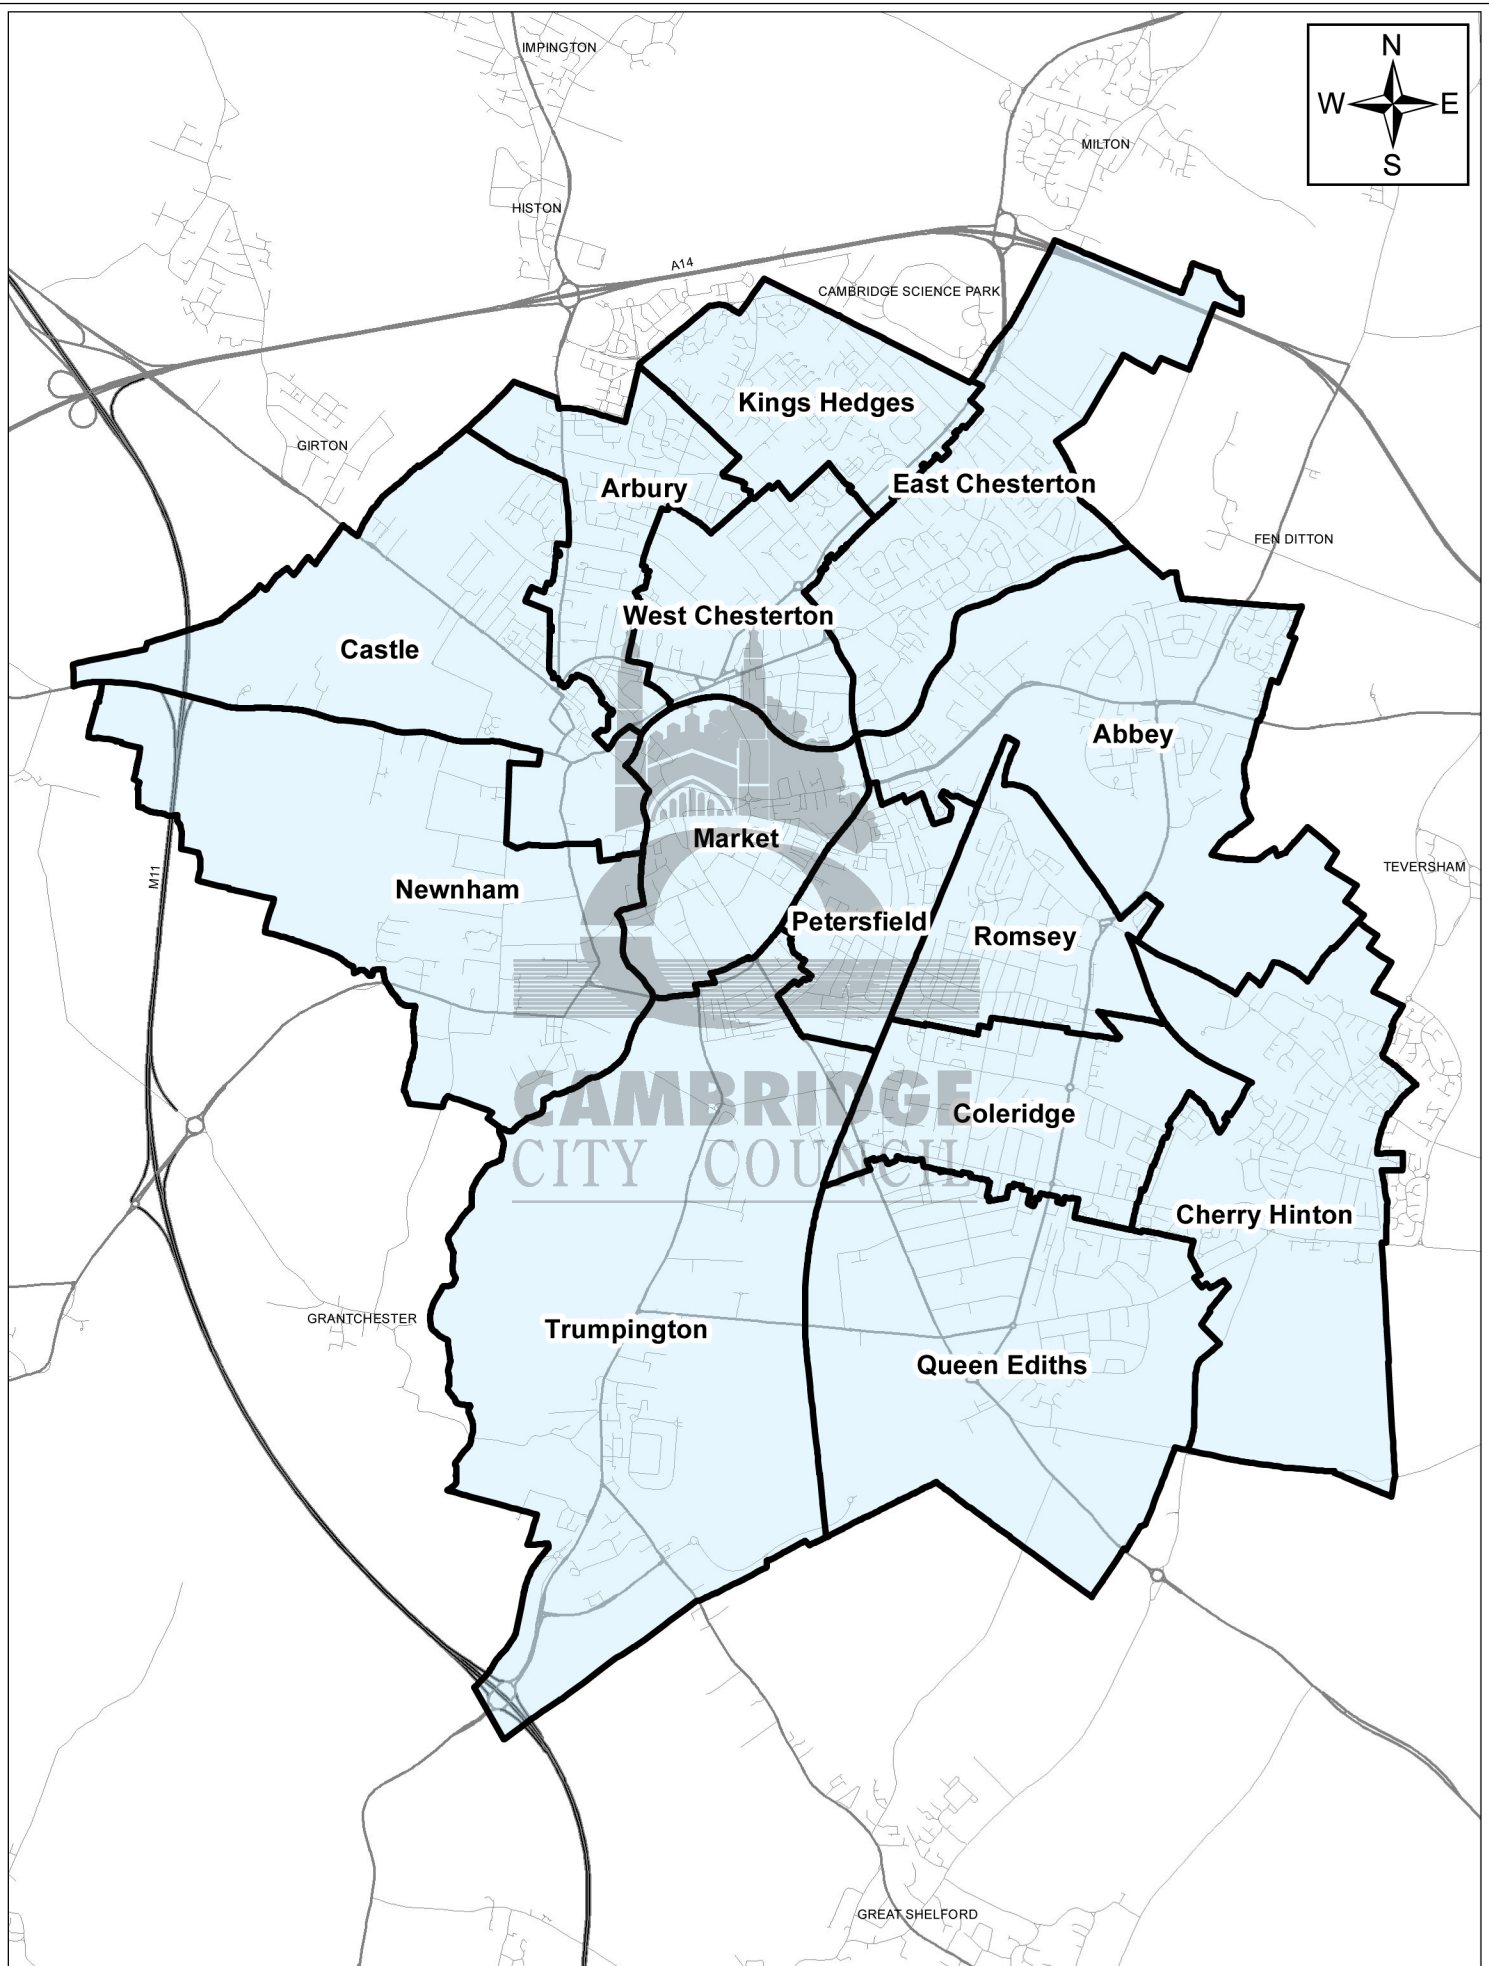 IMPINGTON
N
W E
S
MILTON
HISTON
A14
CAMBRIDGE SCIENCE PARK
Kings Hedges
GIRTON
Arbury
East Chesterton
FEN DITTON
West Chesterton
Castle
Abbey
Market
TEVERSHAM
M11
Newnham
Petersfield
Romsey
CAMBRIDGE
CITY COUNCIL
Coleridge
Cherry Hinton
GRANTCHESTER
Trumpington
Queen Ediths
GREAT SHELFORD